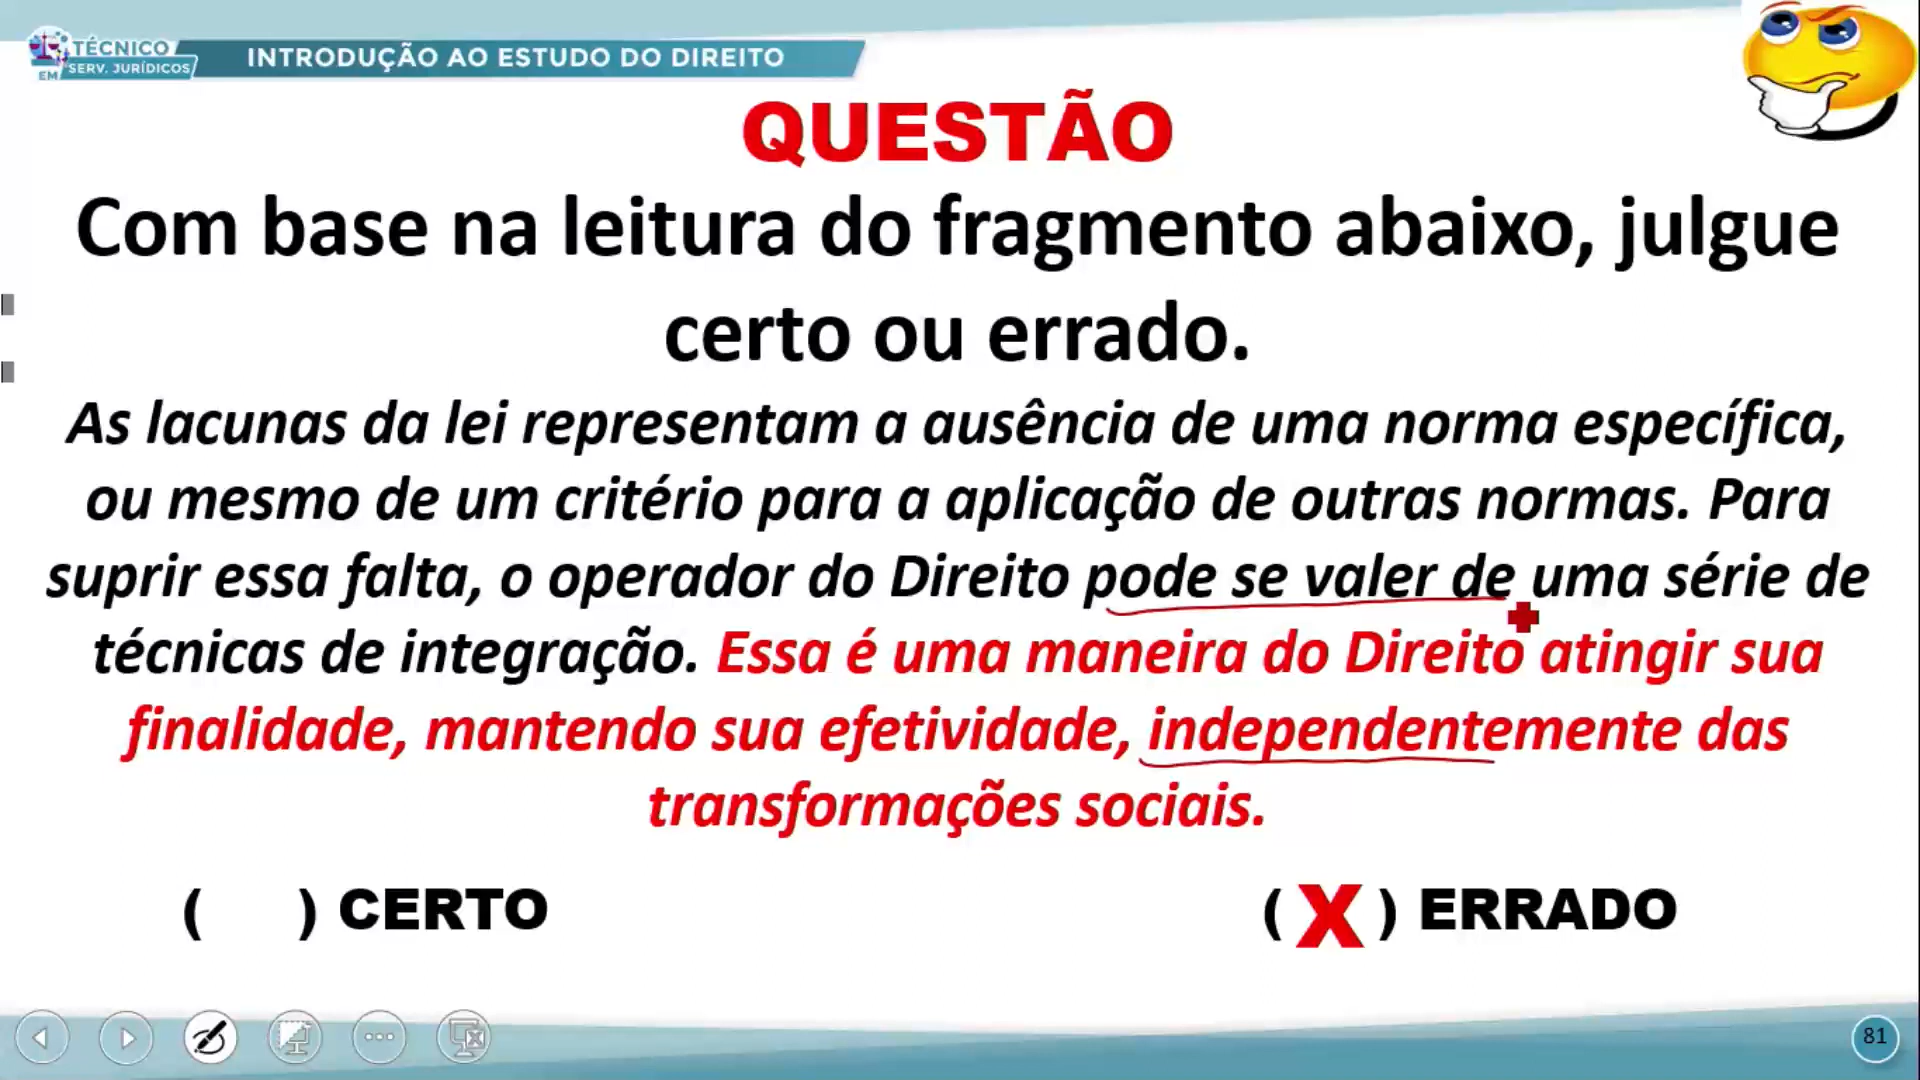 TÉCNICO
EM SERV. JURÍDICOS
INTRODUÇÃO AO ESTUDO DO DIREITO
QUESTÃO
Com base na leitura do fragmento abaixo, julgue
certo ou errado.
As lacunas da lei representam a ausência de uma norma específica,
ou mesmo de um critério para a aplicação de outras normas. Para
suprir essa falta, o operador do Direito pode se valer de uma série de
técnicas de integração. Essa é uma maneira do Direito atingir sua
finalidade, mantendo sua efetividade, independentemente das
transformações sociais.
( ) CERTO
( X ) ERRADO
81